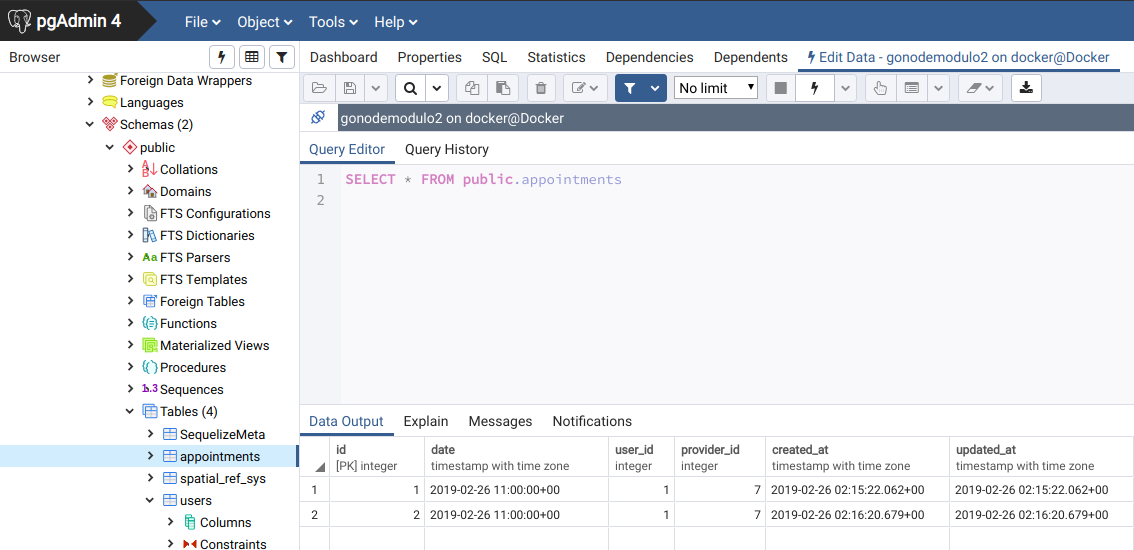 pgAdmin 4 File Object Tools Help
Browser
Dashboard Properties SQL Statistics Dependencies Dependents Edit Data - gonodemodulo2 on docker@Docker
No limit
gonodemodulo2 on docker@Docker
Foreign Data Wrappers
Languages
Schemas (2)
public
Collations
Domains
FTS Configurations
FTS Dictionaries
Aa FTS Parsers
FTS Templates
Foreign Tables
Functions
Materialized Views
Procedures
1..3 Sequences
Tables (4)
SequelizeMeta
appointments
spatial_ref_sys
users
Columns
Constraints
Query Editor Query History
1 SELECT * FROM public.appointments
2
Data Output Explain Messages Notifications
id date user_id provider_id created_at updated_at
[PK] integer timestamp with time zone integer integer timestamp with time zone timestamp with time zone
1 1 2019-02-26 11:00:00+00 1 7 2019-02-26 02:15:22.062+00 2019-02-26 02:15:22.062+00
2 2 2019-02-26 11:00:00+00 1 7 2019-02-26 02:16:20.679+00 2019-02-26 02:16:20.679+00